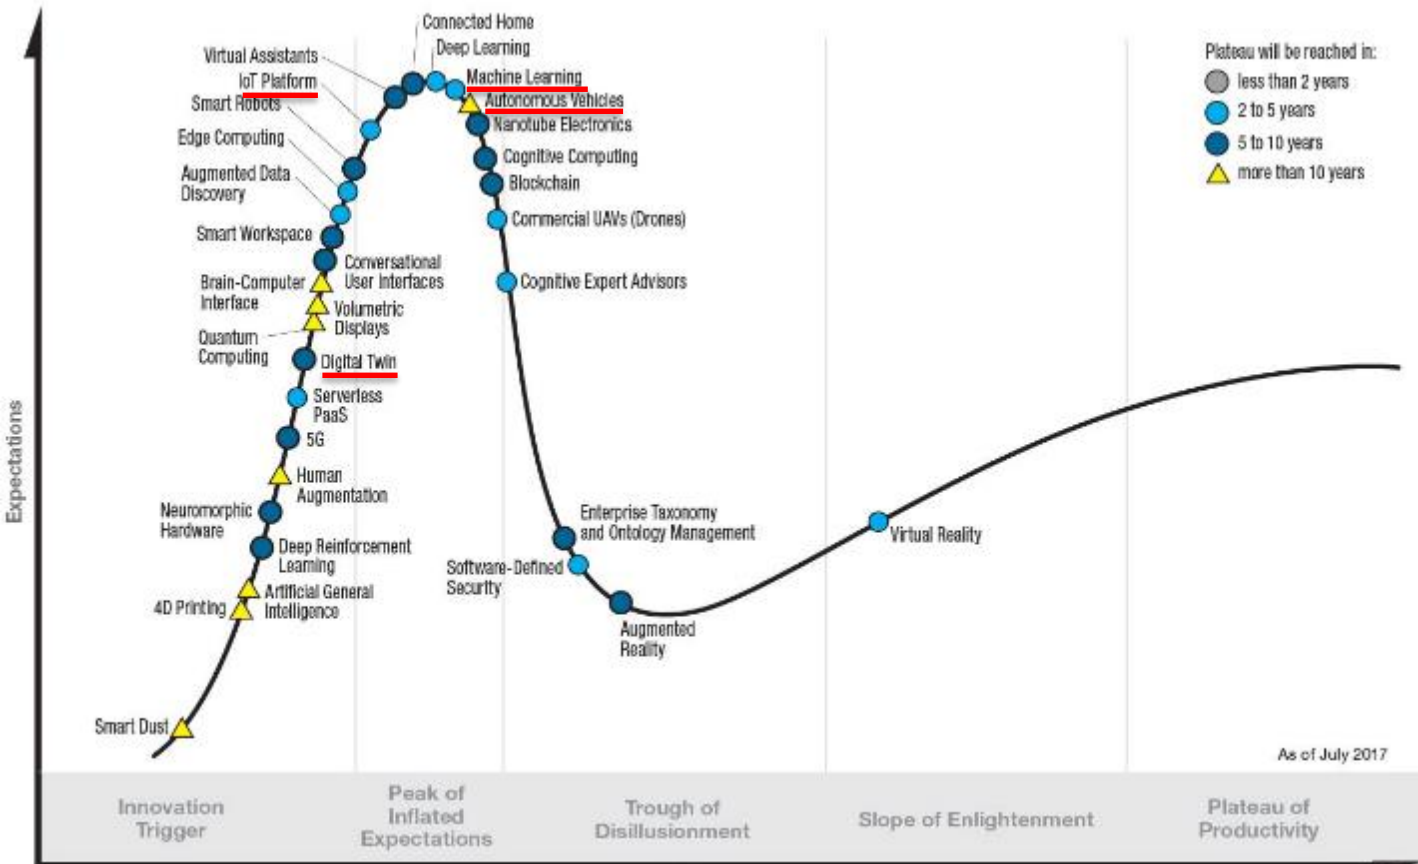 Connected Home
Deep Learning
Virtual Assistants
IoT Platform
Machine Learning
Autonomous Vehicles
Smart Robots
Nanotube Electronics
Edge Computing
Cognitive Computing
Augmented Data
Discovery
Blockchain
Commercial UAVs (Drones)
Smart Workspace
Conversational
User Interfaces
Brain-Computer
Interface
Cognitive Expert Advisors
Volumetric
Displays
Quantum
Computing
Digital Twin
Serverless
PaaS
5G
Human
Augmentation
Neuromorphic
Hardware
Deep Reinforcement
Learning
Artificial General
Intelligence
4D Printing
Smart Dust
Enterprise Taxonomy
and Ontology Management
Software-Defined
Security
Augmented
Reality
Virtual Reality
Plateau will be reached in:
less than 2 years
2 to 5 years
5 to 10 years
more than 10 years
Expectations
As of July 2017
Innovation
Trigger
Peak of
Inflated
Expectations
Trough of
Disillusionment
Slope of Enlightenment
Plateau of
Productivity